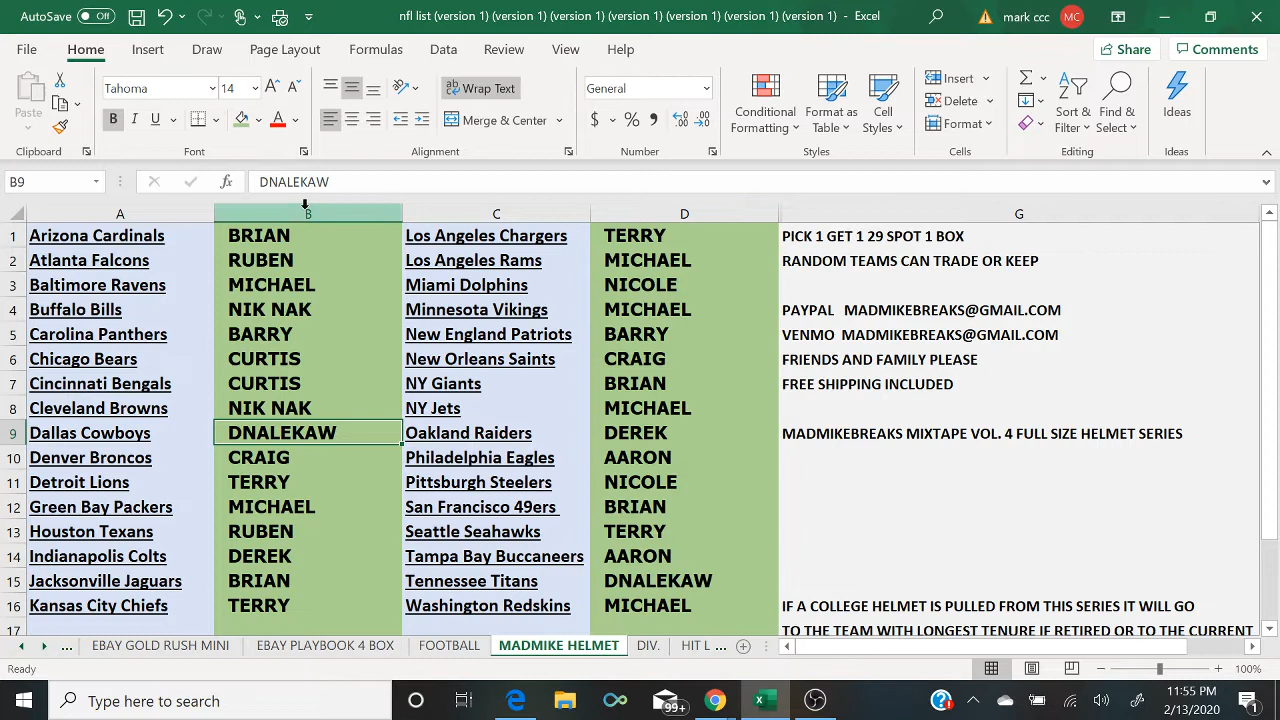 AutoSave Off nfl list (version 1) (version 1) (version 1) (version 1) (version 1) (version 1) (version 1) - Excel mark ccc MC
File Home Insert Draw Page Layout Formulas Data Review View Help Share Comments
Paste Tahoma 14 Wrap Text General Conditional Formatting Format as Table Cell Styles Insert Sort & Filter Find & Select Ideas
B I U A Merge & Center $ % Delete
Format
Clipboard Font Alignment Number Styles Cells Editing Ideas
B9 fx DNALEKAW
A B C D G
1 Arizona Cardinals BRIAN Los Angeles Chargers TERRY PICK 1 GET 1 29 SPOT 1 BOX
2 Atlanta Falcons RUBEN Los Angeles Rams MICHAEL RANDOM TEAMS CAN TRADE OR KEEP
3 Baltimore Ravens MICHAEL Miami Dolphins NICOLE
4 Buffalo Bills NIK NAK Minnesota Vikings MICHAEL PAYPAL MADMIKEBREAKS@GMAIL.COM
5 Carolina Panthers BARRY New England Patriots BARRY VENMO MADMIKEBREAKS@GMAIL.COM
6 Chicago Bears CURTIS New Orleans Saints CRAIG FRIENDS AND FAMILY PLEASE
7 Cincinnati Bengals CURTIS NY Giants BRIAN FREE SHIPPING INCLUDED
8 Cleveland Browns NIK NAK NY Jets MICHAEL
9 Dallas Cowboys DNALEKAW Oakland Raiders DEREK MADMIKEBREAKS MIXTAPE VOL. 4 FULL SIZE HELMET SERIES
10 Denver Broncos CRAIG Philadelphia Eagles AARON
11 Detroit Lions TERRY Pittsburgh Steelers NICOLE
12 Green Bay Packers MICHAEL San Francisco 49ers BRIAN
13 Houston Texans RUBEN Seattle Seahawks TERRY
14 Indianapolis Colts DEREK Tampa Bay Buccaneers AARON
15 Jacksonville Jaguars BRIAN Tennessee Titans DNALEKAW
16 Kansas City Chiefs TERRY Washington Redskins MICHAEL IF A COLLEGE HELMET IS PULLED FROM THIS SERIES IT WILL GO
17 TO THE TEAM WITH LONGEST TENURE IF RETIRED OR TO THE CURRENT
... EBAY GOLD RUSH MINI EBAY PLAYBOOK 4 BOX FOOTBALL MADMIKE HELMET DIV. HIT L ...
Ready 100%
Type here to search 99+ 11:55 PM
2/13/2020 1